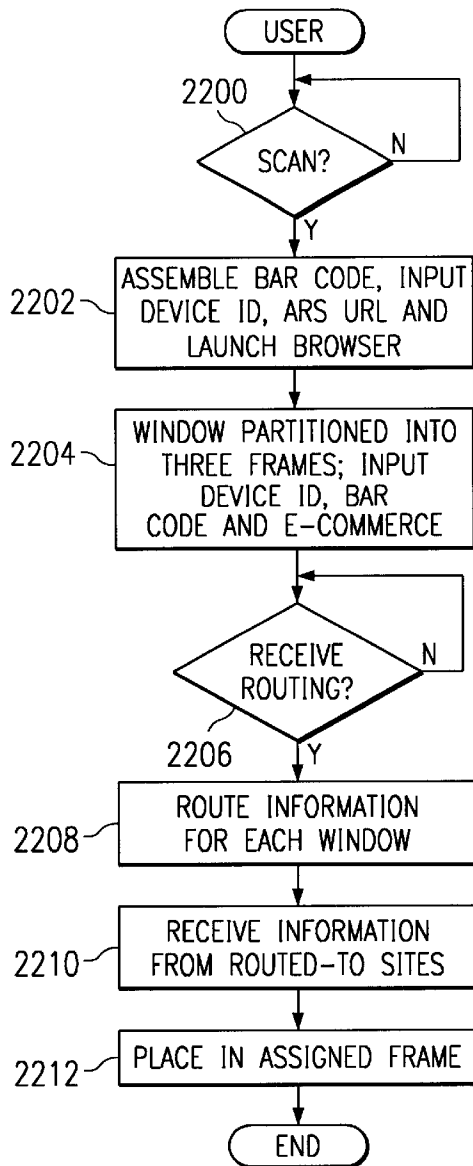 USER
2200
SCAN?
N
Y
2202
ASSEMBLE BAR CODE, INPUT
DEVICE ID, ARS URL AND
LAUNCH BROWSER
2204
WINDOW PARTITIONED INTO
THREE FRAMES; INPUT
DEVICE ID, BAR
CODE AND E-COMMERCE
RECEIVE
ROUTING?
N
2206
Y
2208
ROUTE INFORMATION
FOR EACH WINDOW
2210
RECEIVE INFORMATION
FROM ROUTED-TO SITES
2212
PLACE IN ASSIGNED FRAME
END